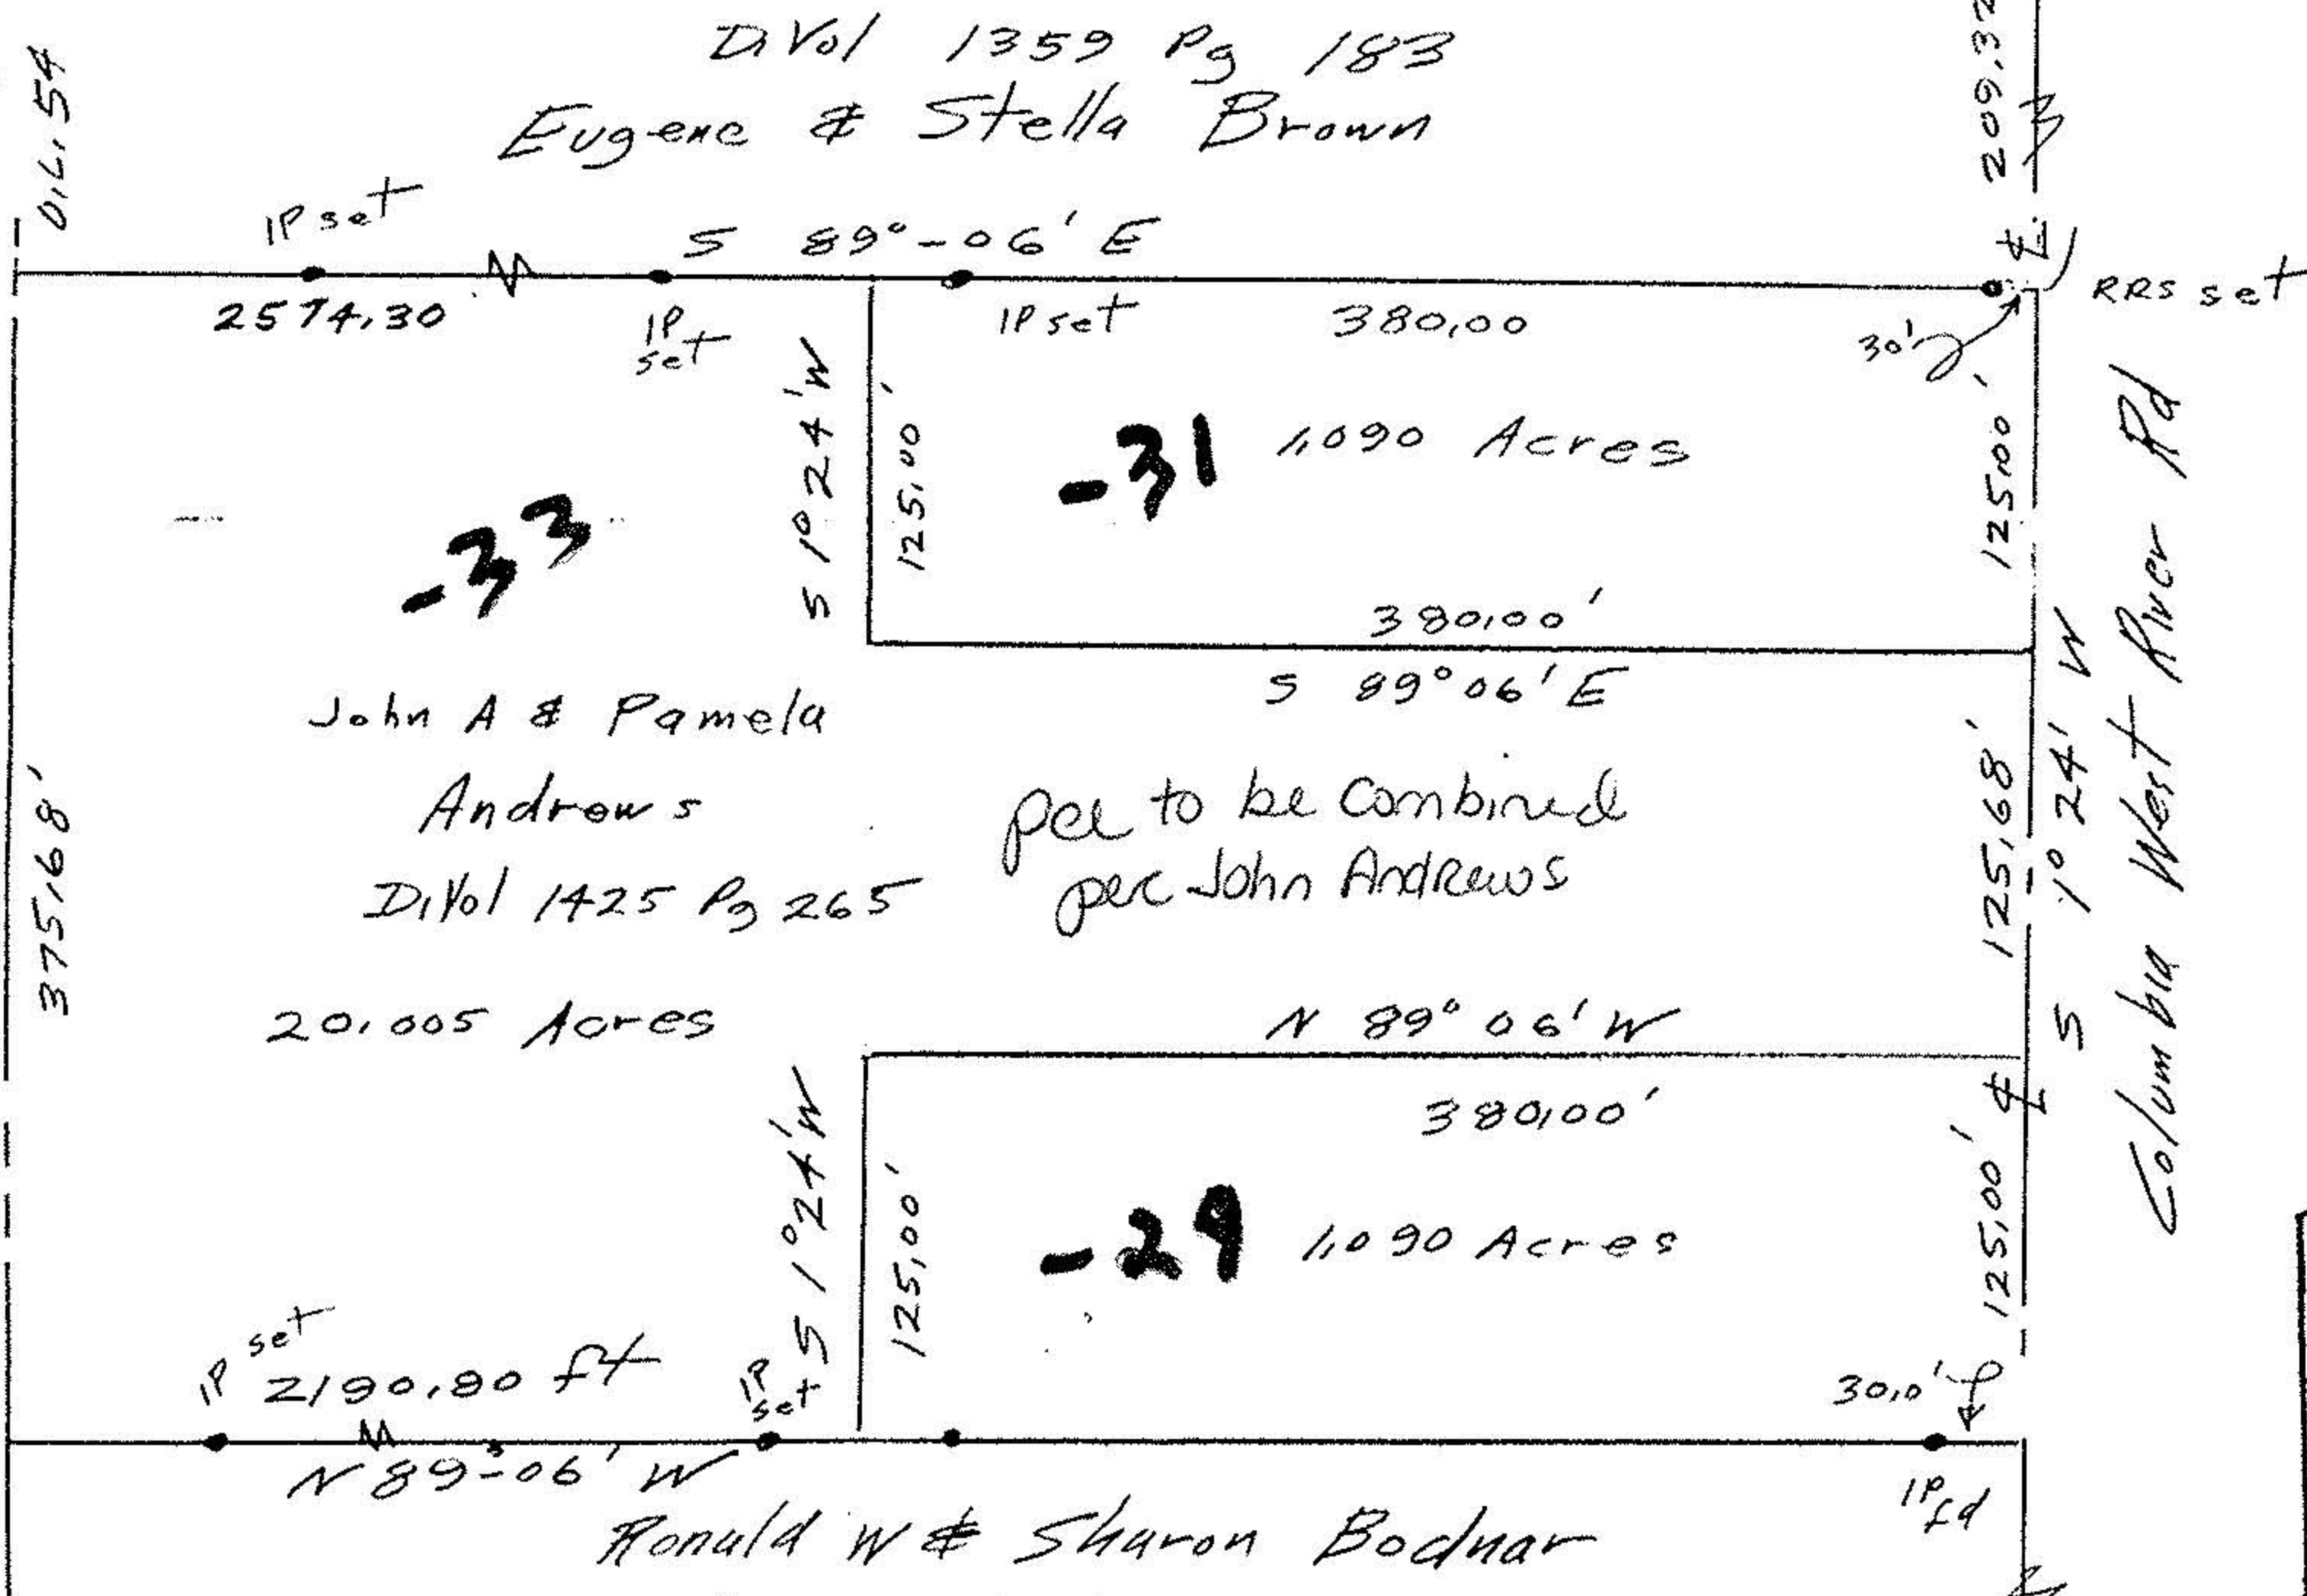 D. Vol 1359 Pg 183
Eugene & Stella Brown
209.32
IP set
S 89°-06' E
2574.30
IP set
IP set
380.00
30'
RRS set
S 1° 24' W
125.00'
-31
1.090 Acres
125.00'
380.00'
S 89° 06' E
-33
John A & Pamela
Andrews
D. Vol 1425 Pg 265
20.005 Acres
375.68'
pcl to be Combined
per John Andrews
125.68'
S 1° 24' W
Columbia West River Rd
N 89° 06' W
380.00'
S 1° 24' W
125.00'
-29
1.090 Acres
125.00'
IP set
2190.80 ft
IP set
30.0'
N 89°-06' W
IP fd
Ronald W & Sharon Bodnar